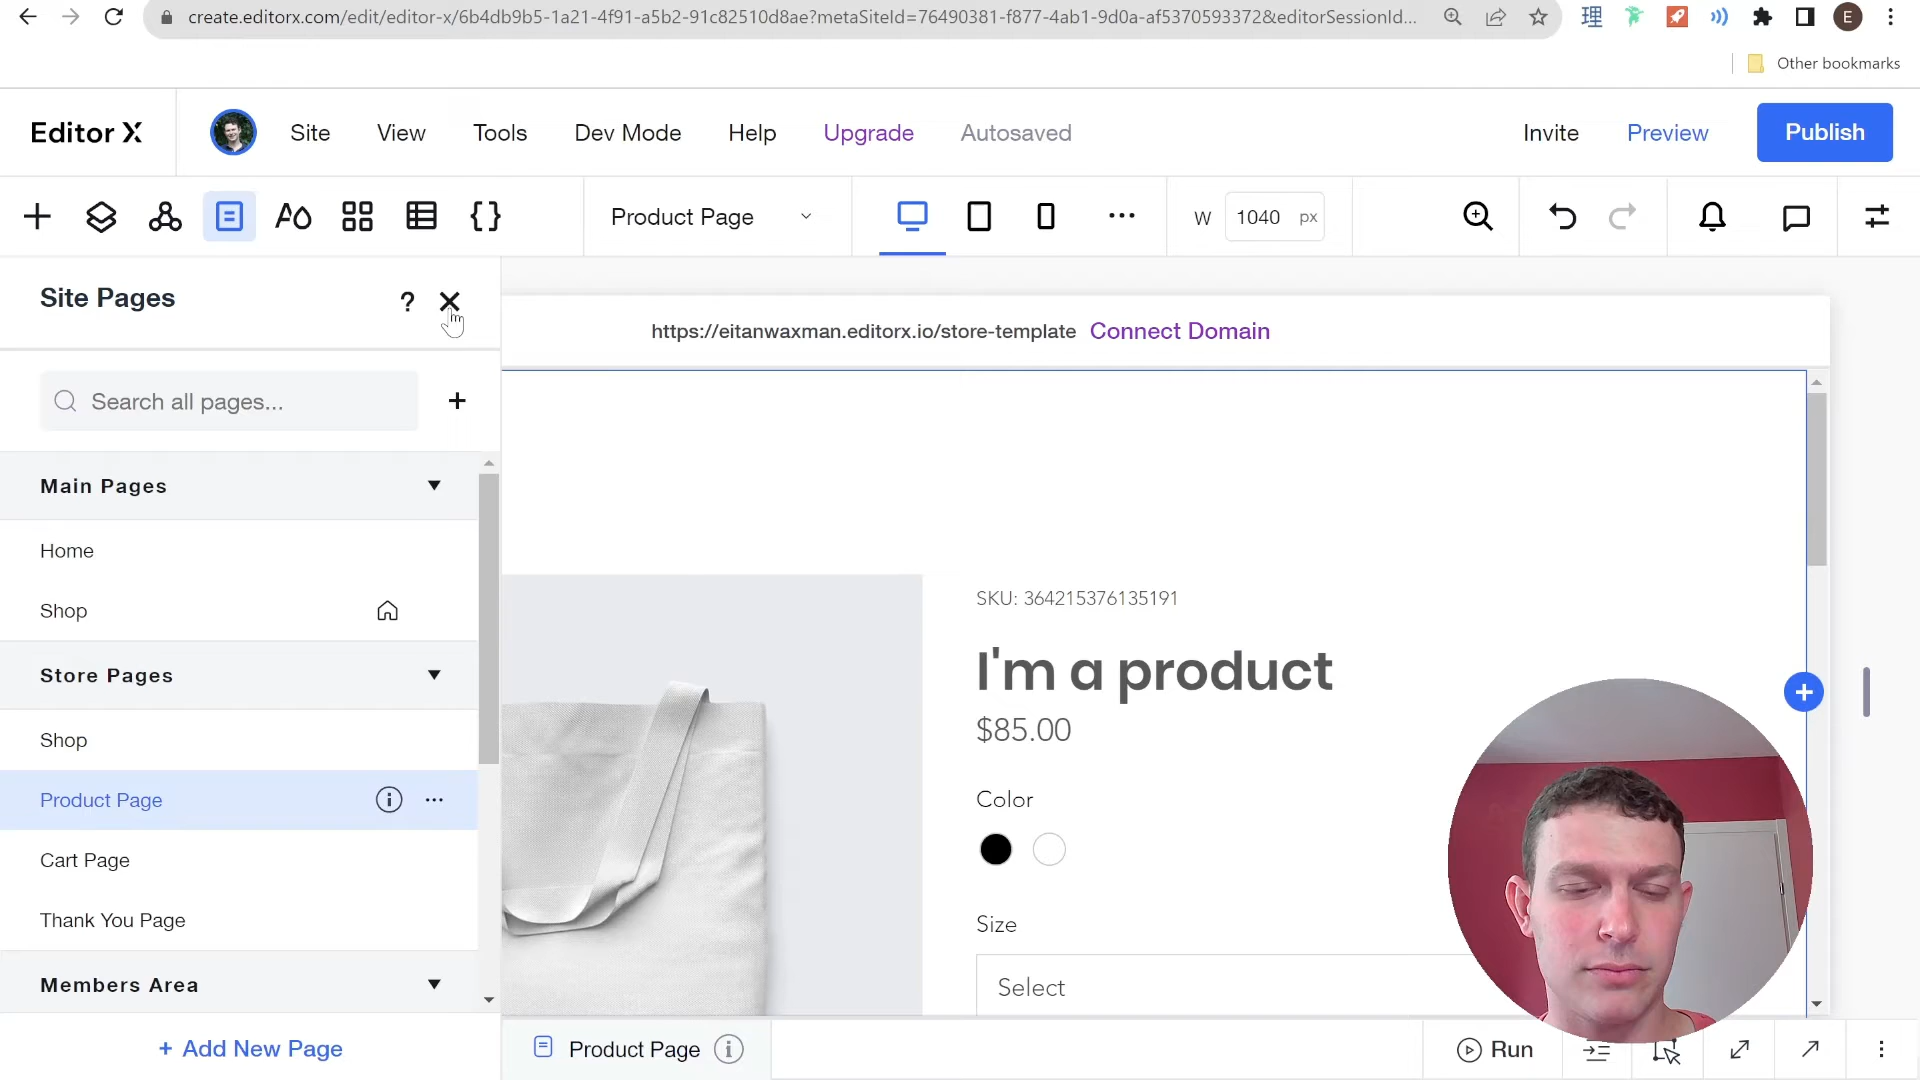 create.editorx.com/edit/editor-x/6b4db9b5-1a21-4f91-a5b2-91c82510d8ae?metaSiteId=76490381-f877-4ab1-9d0a-af5370593372&editorSessionId...
理
E
Other bookmarks
Editor X
Site
View
Tools
Dev Mode
Help
Upgrade
Autosaved
Invite
Preview
Publish
Product Page
W
1040
px
Site Pages
?
https://eitanwaxman.editorx.io/store-template
Connect Domain
Search all pages...
Main Pages
Home
Shop
Store Pages
Shop
Product Page
Cart Page
Thank You Page
Members Area
+ Add New Page
SKU: 364215376135191
I'm a product
$85.00
Color
Size
Select
Product Page
Run